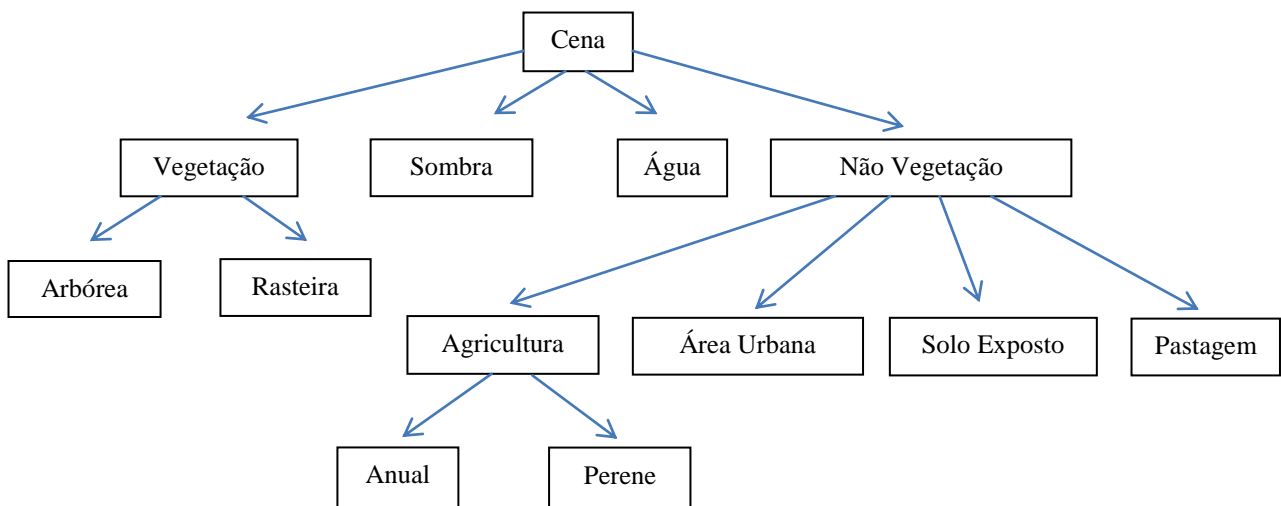 Cena
Vegetação
Sombra
Água
Não Vegetação
Arbórea
Rasteira
Agricultura
Área Urbana
Solo Exposto
Pastagem
Anual
Perene